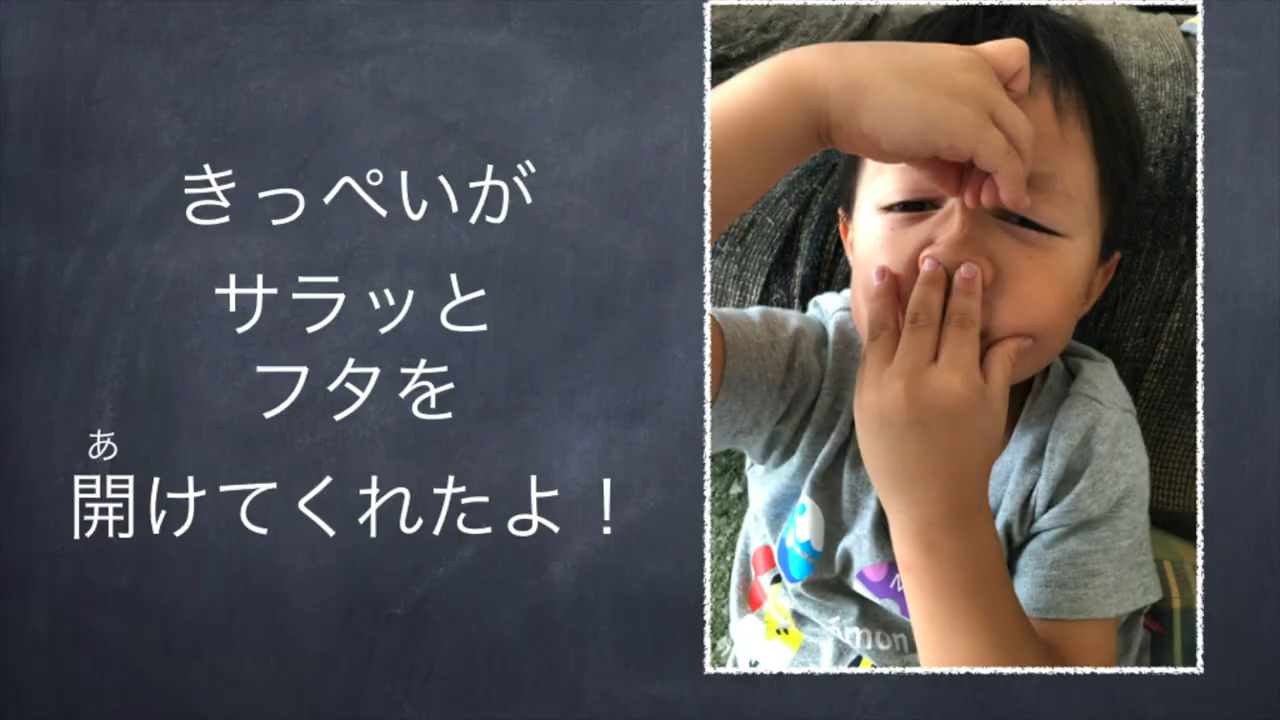 きっぺいが
サラッと
フタを
あ
開けてくれたよ！
émon